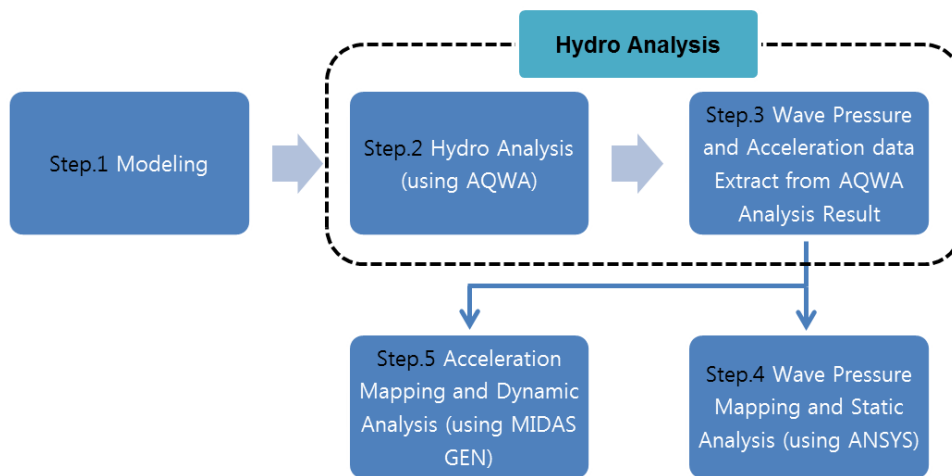 Hydro Analysis
Step.1 Modeling
Step.2 Hydro Analysis
(using AQWA)
Step.3 Wave Pressure
and Acceleration data
Extract from AQWA
Analysis Result
Step.5 Acceleration
Mapping and Dynamic
Analysis (using MIDAS
GEN)
Step.4 Wave Pressure
Mapping and Static
Analysis (using ANSYS)